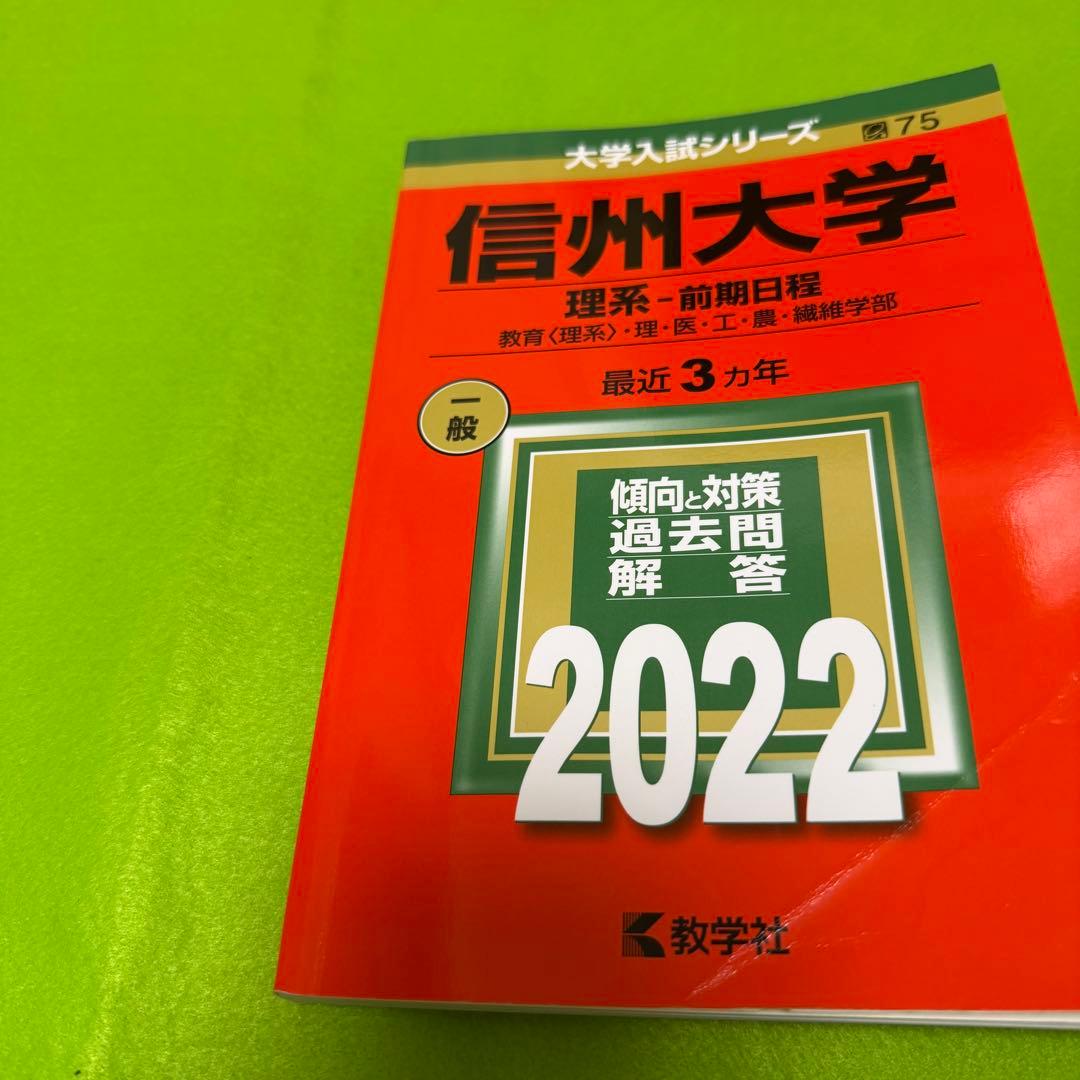 大学入試シリーズ 75
信州大学
理系-前期日程
教育〈理系〉・理・医・工・農・繊維学部
最近3ヵ年
一般
傾向と対策
過去問
解答
2022
教学社